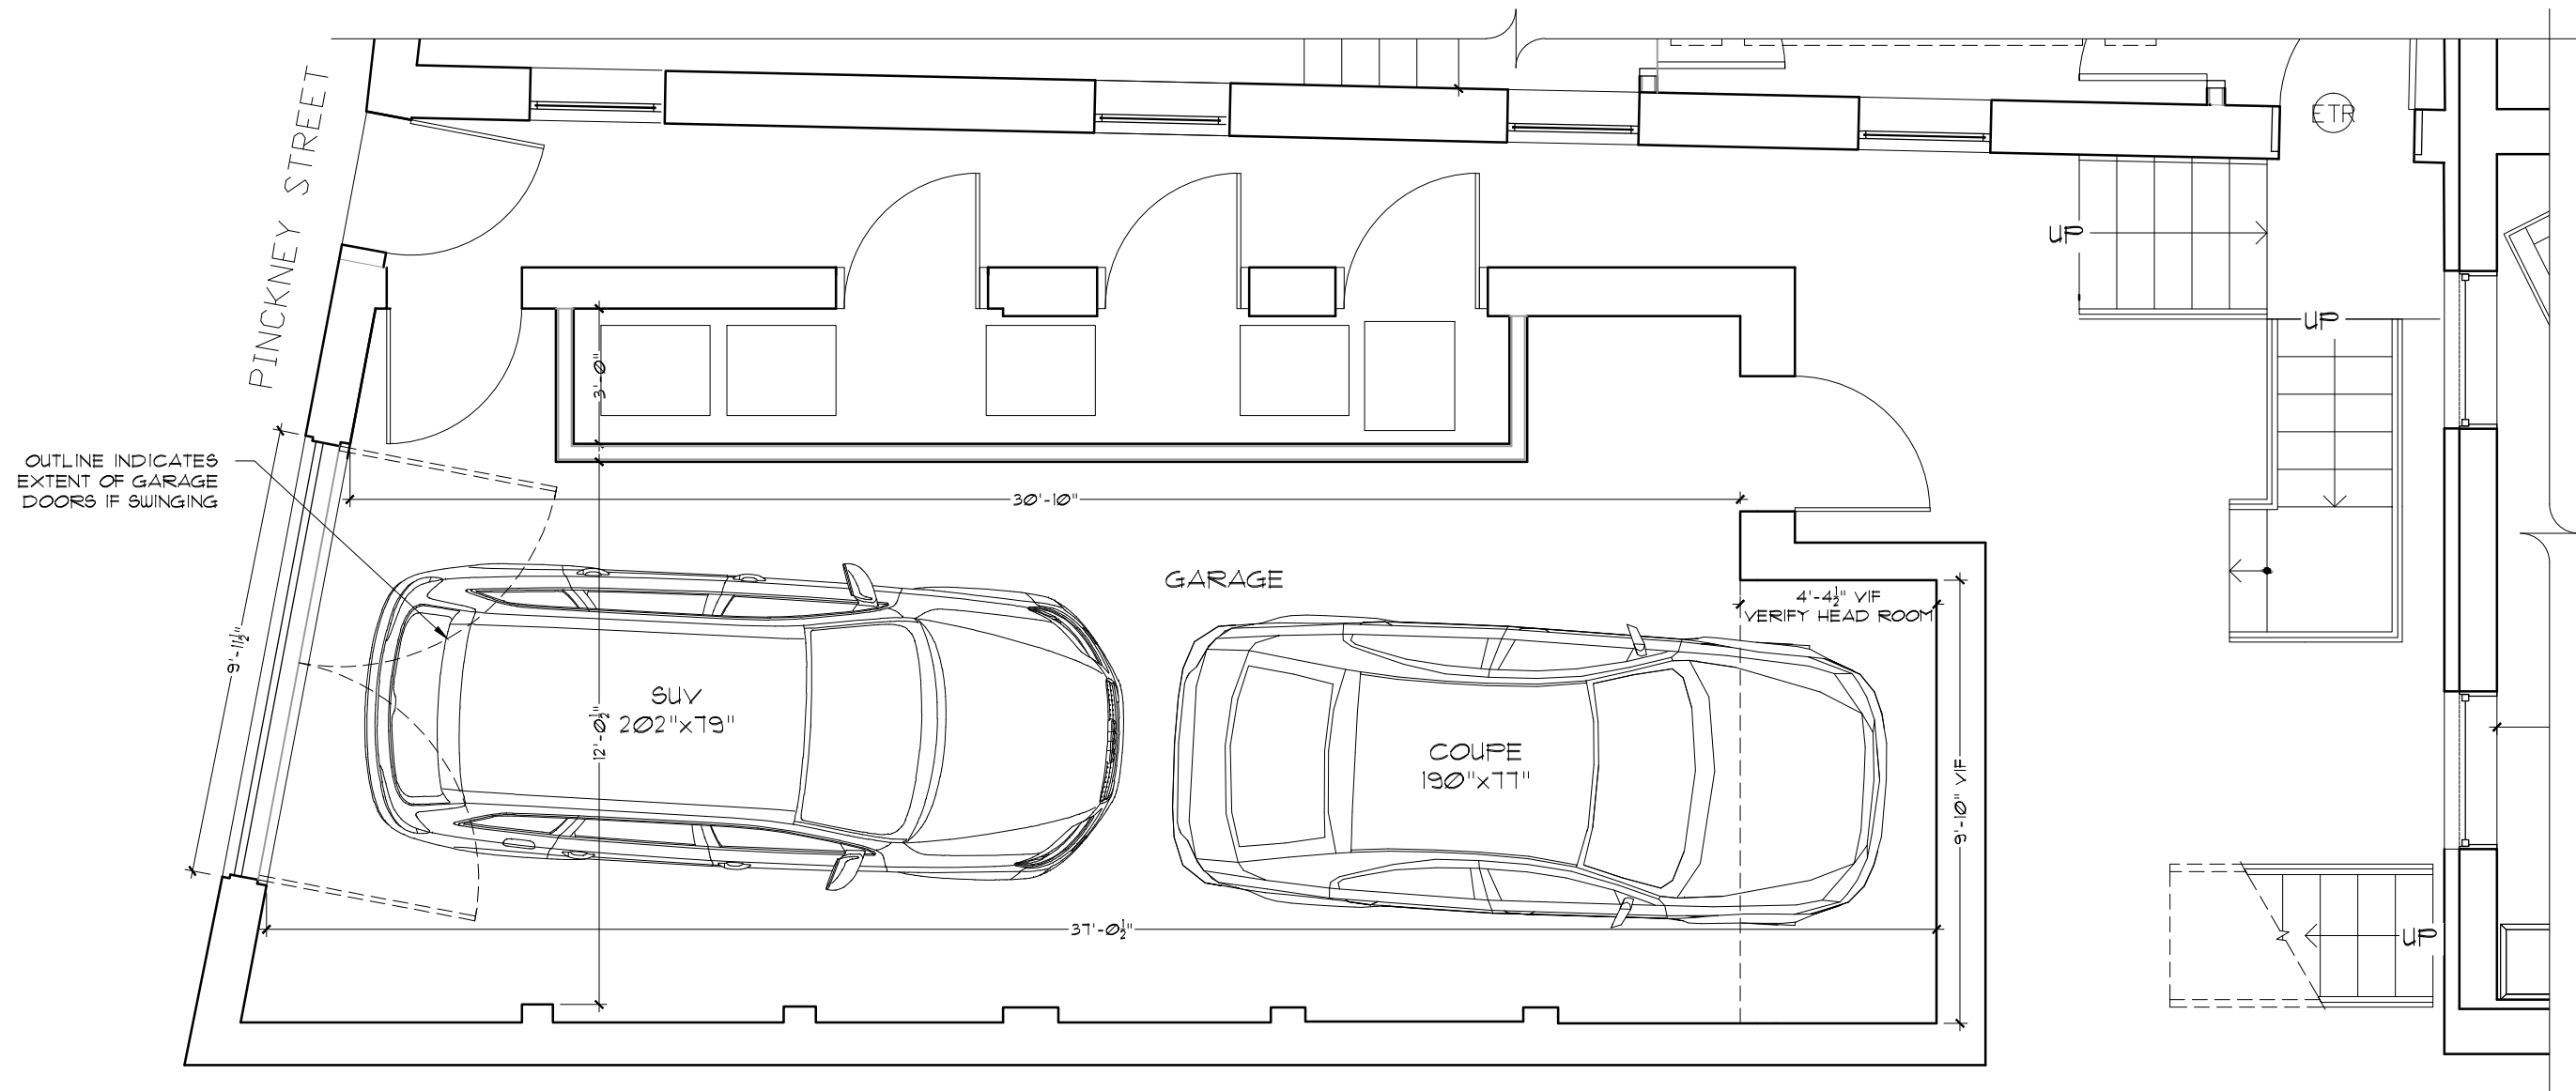 PINCKNEY STREET
ETR
UP
UP
3'-0"
OUTLINE INDICATES
EXTENT OF GARAGE
DOORS IF SWINGING
30'-10"
GARAGE
4'-4½" VIF
VERIFY HEAD ROOM
9'-11½"
SUV
202"x79"
12'-0½"
COUPE
190"x77"
9'-10" VIF
37'-0½"
UP